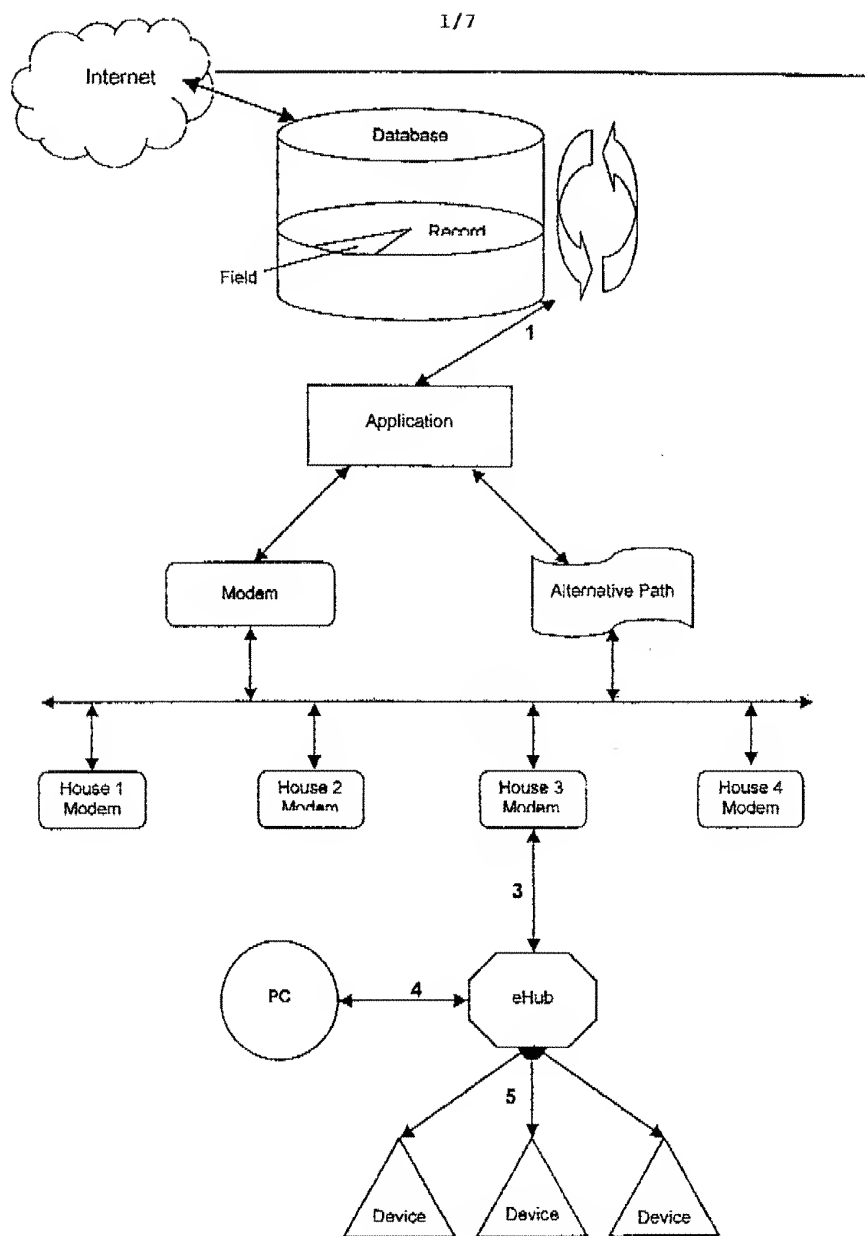 1/7
Internet
Database
Record
Field
1
Application
Modem
Alternative Path
House 1
Modem
House 2
Modem
House 3
Modem
House 4
Modem
3
PC
4
eHub
5
Device
Device
Device